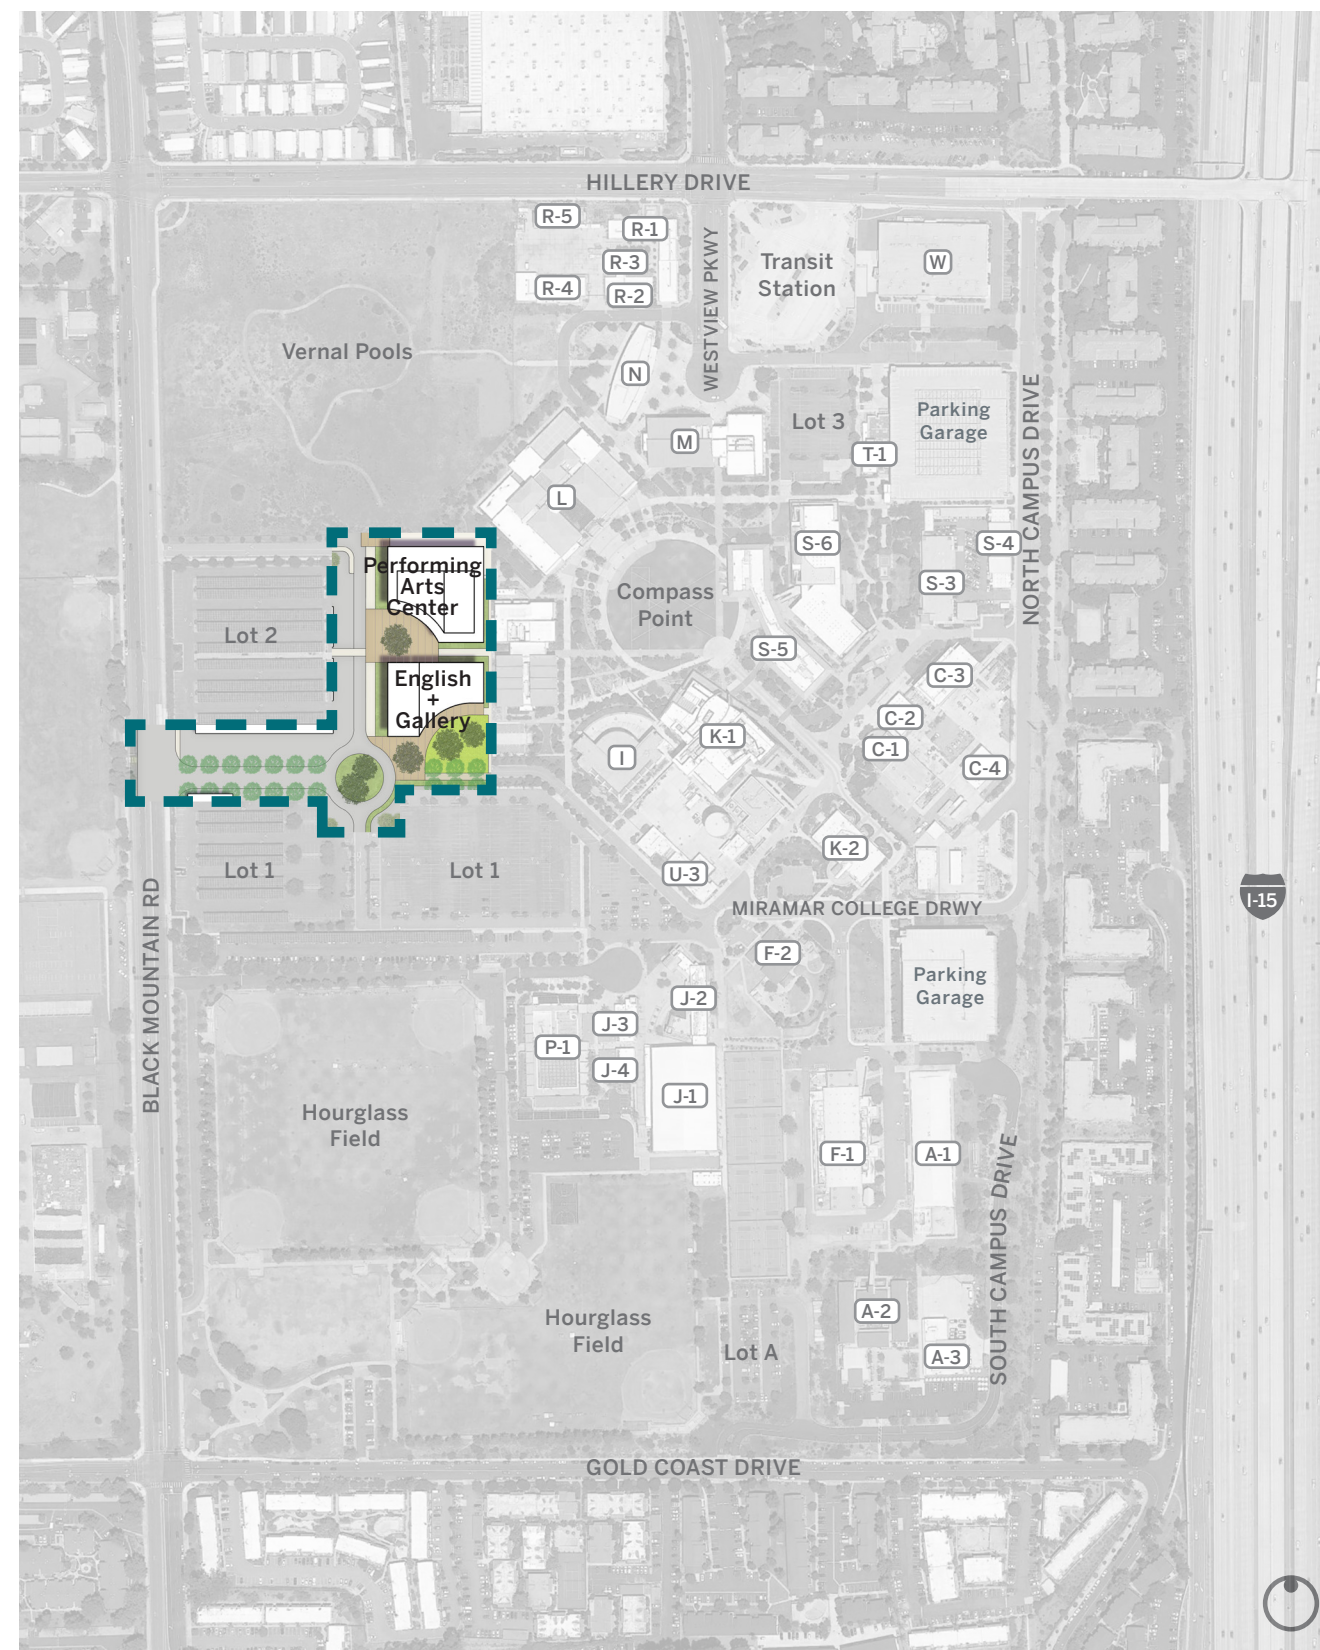 HILLERY DRIVE
R-5
R-1
R-3
R-4
R-2
WESTVIEW PKWY
Transit
Station
W
Vernal Pools
N
Lot 3
Parking
Garage
NORTH CAMPUS DRIVE
M
T-1
L
S-6
S-4
S-3
Performing
Arts
Center
Compass
Point
Lot 2
S-5
English
+
Gallery
C-3
C-2
C-1
C-4
K-1
I
K-2
Lot 1
Lot 1
U-3
I-15
MIRAMAR COLLEGE DRWY
BLACK MOUNTAIN RD
F-2
Parking
Garage
J-2
J-3
P-1
J-4
J-1
Hourglass
Field
F-1
A-1
SOUTH CAMPUS DRIVE
Hourglass
Field
A-2
Lot A
A-3
GOLD COAST DRIVE